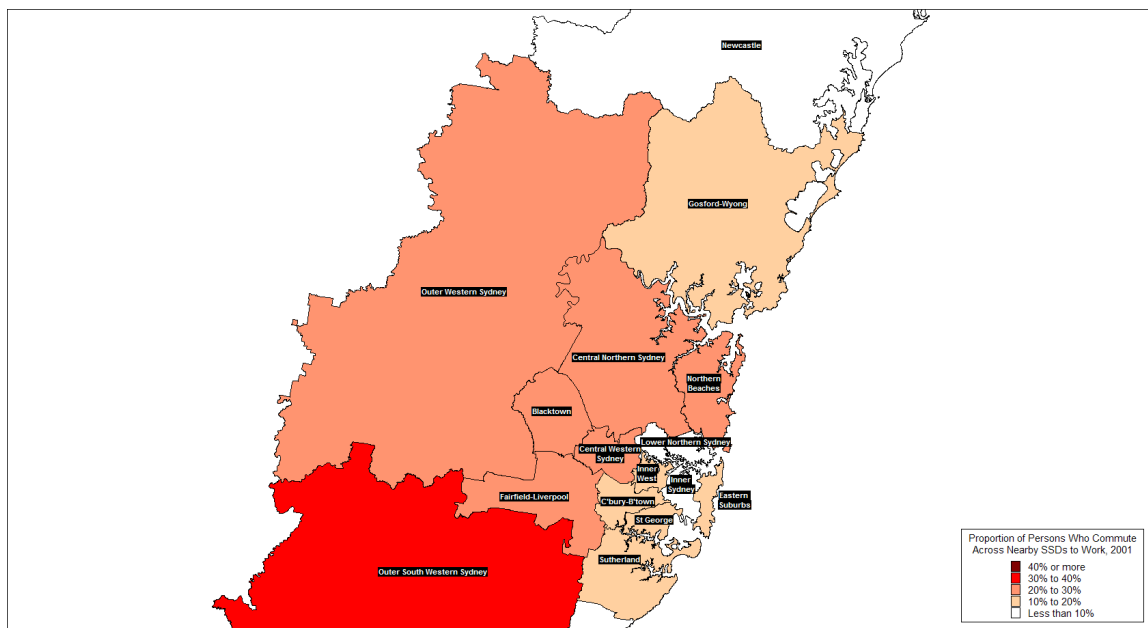 Newcastle
Gosford-Wyong
Outer Western Sydney
Central Northern Sydney
Northern
Beaches
Blacktown
Lower Northern Sydney
Central Western
Sydney
Inner
West
Inner
Sydney
Eastern
Suburbs
Fairfield-Liverpool
C'bury-B'town
St George
Sutherland
Outer South Western Sydney
Proportion of Persons Who Commute
Across Nearby SSDs to Work, 2001
40% or more
30% to 40%
20% to 30%
10% to 20%
Less than 10%